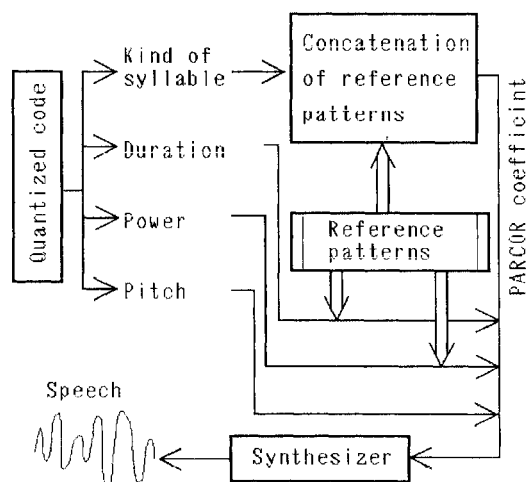 Quantized code
Kind of
syllable
Duration
Power
Pitch
Concatenation
of reference
patterns
Reference
patterns
PARCOR coefficint
Speech
Synthesizer